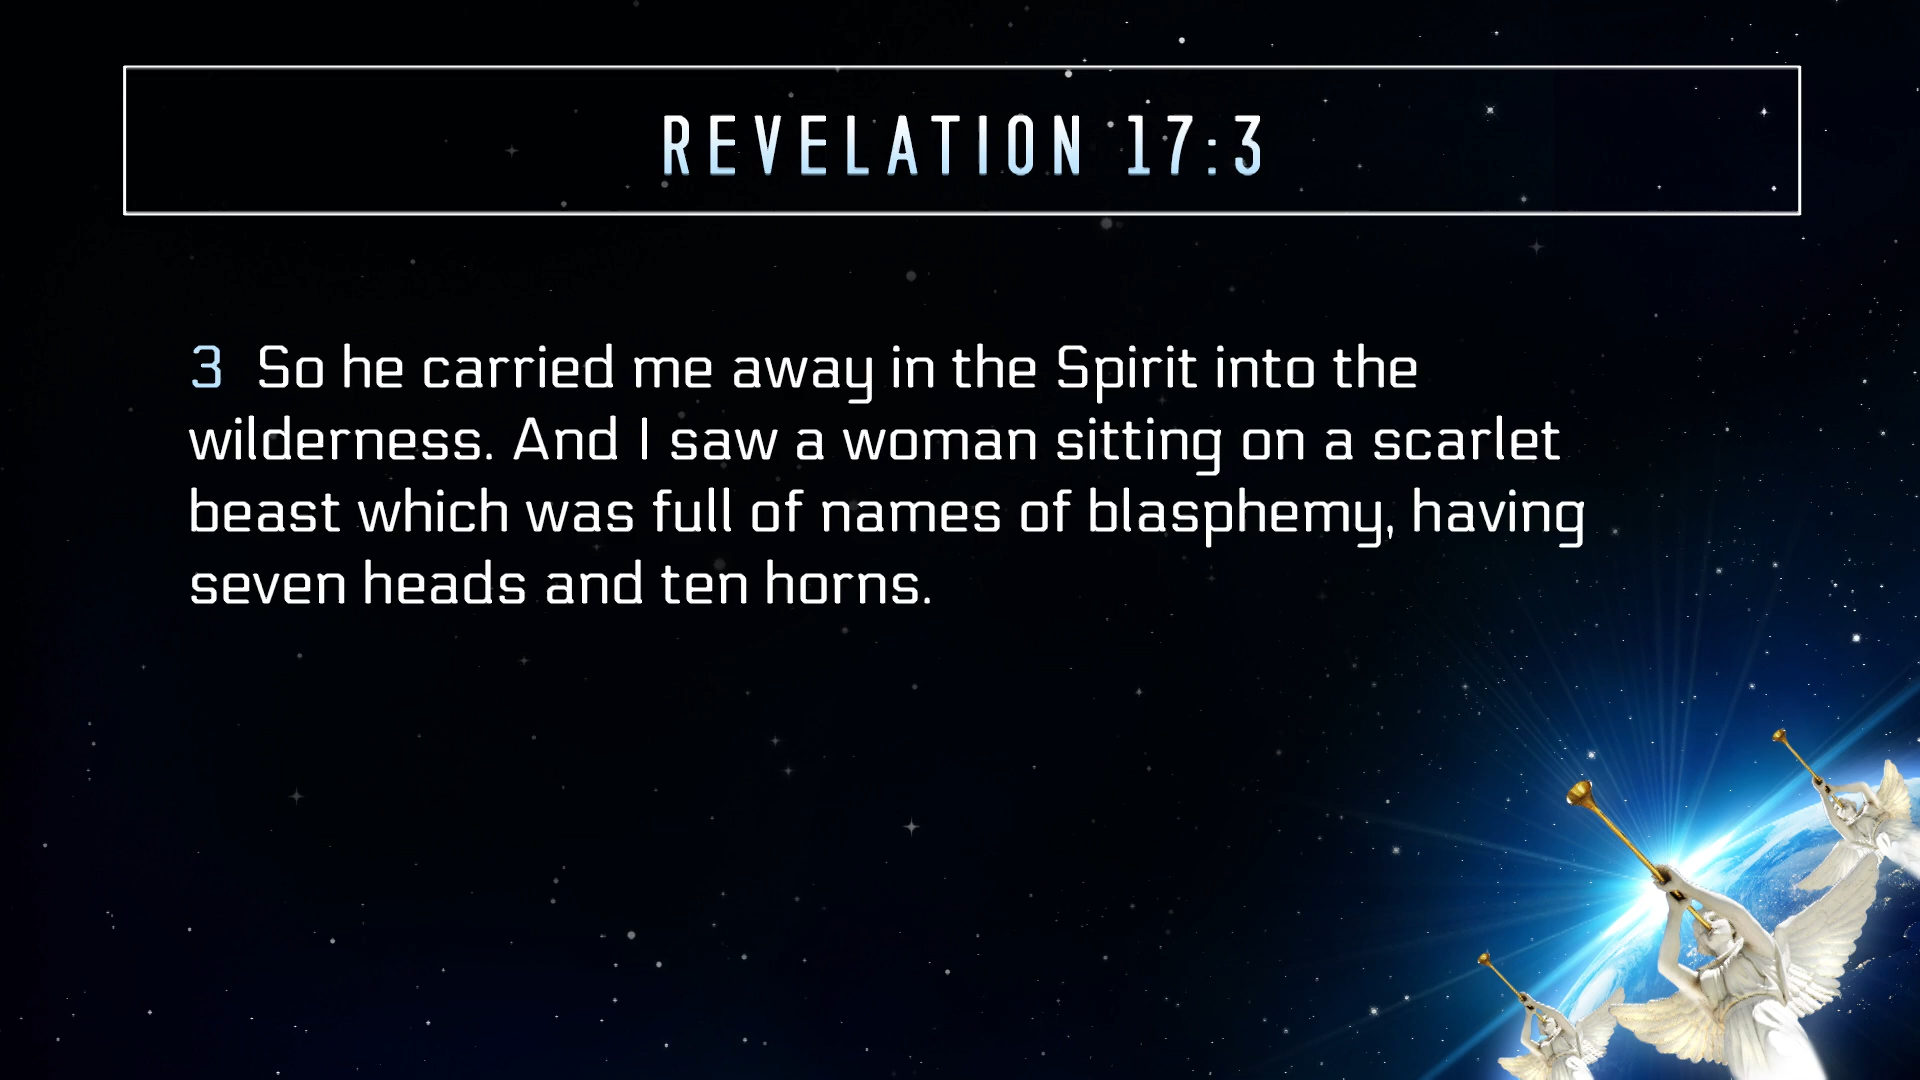 REVELATION 17:3
3 So he carried me away in the Spirit into the
wilderness. And I saw a woman sitting on a scarlet
beast which was full of names of blasphemy, having
seven heads and ten horns.